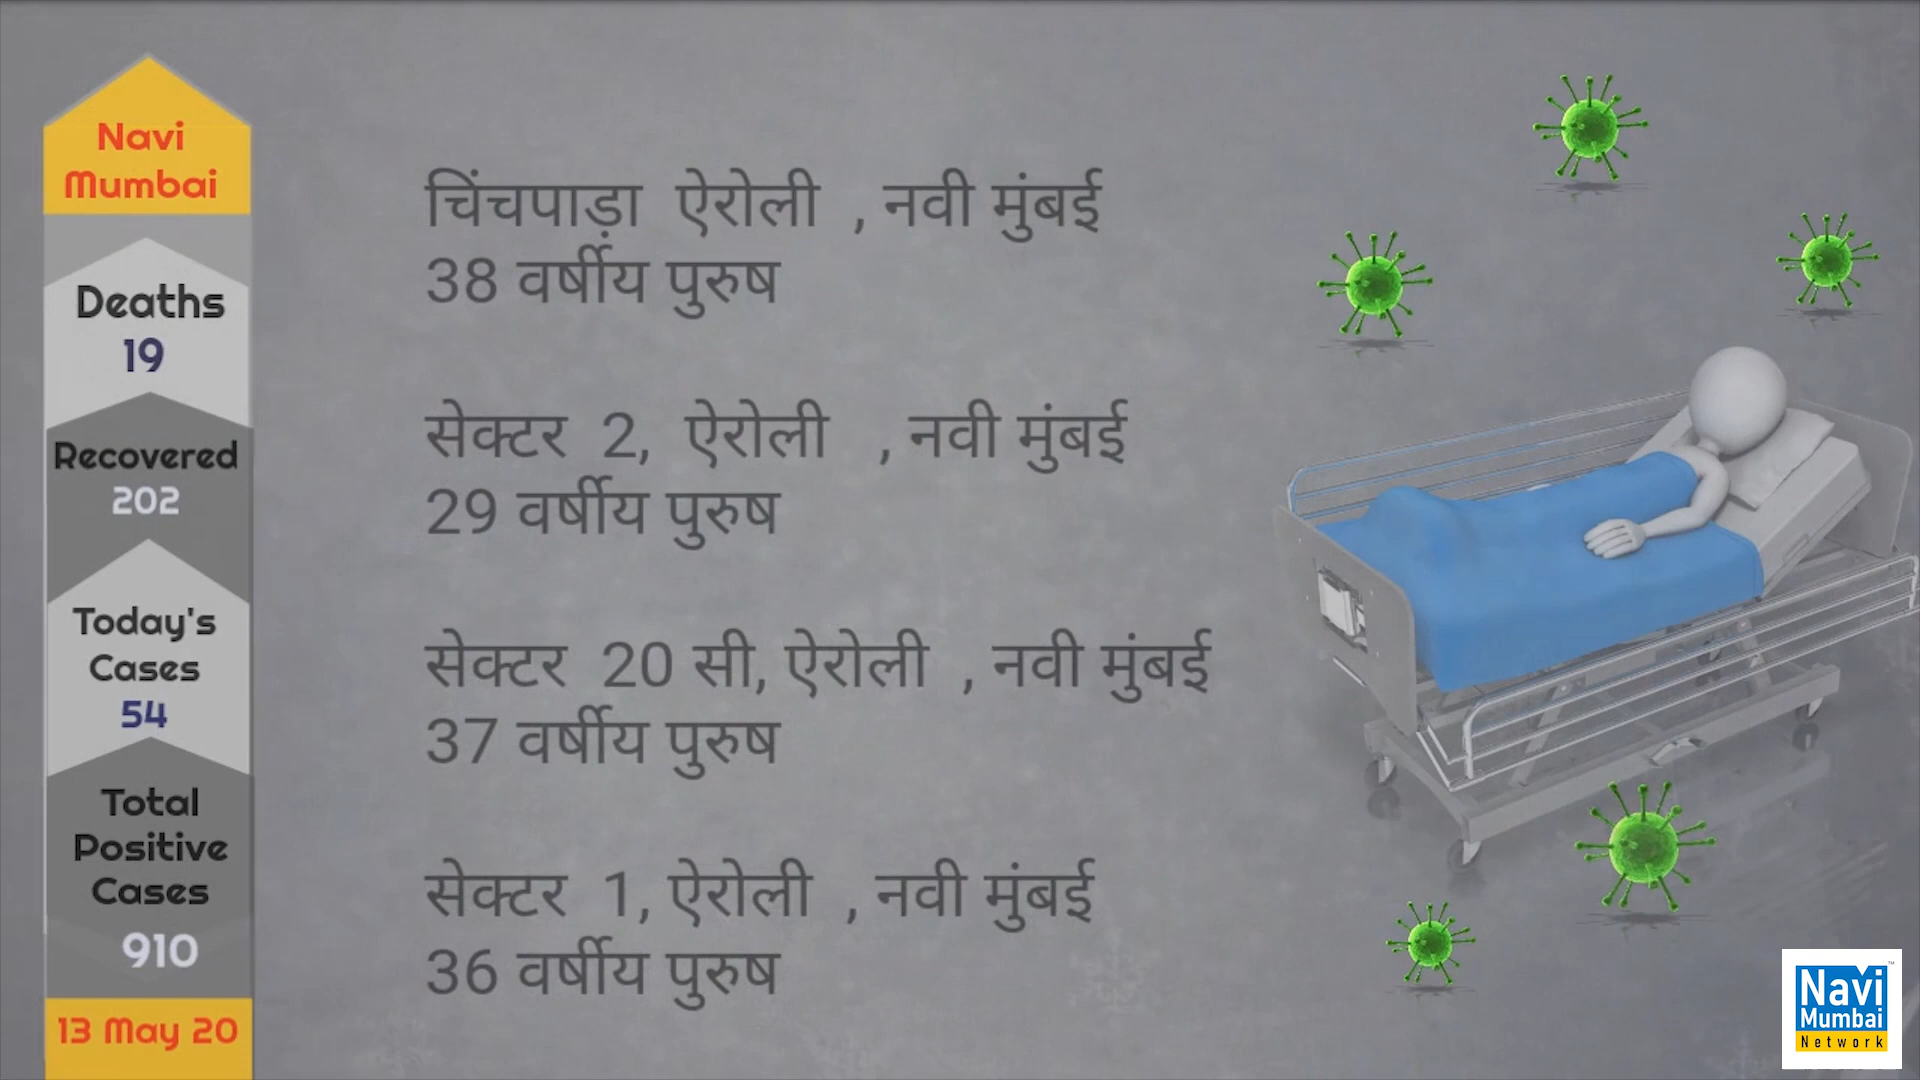 Navi
Mumbai
Deaths
19
Recovered
202
Today's
Cases
54
Total
Positive
Cases
910
13 May 20
चिंचपाड़ा ऐरोली , नवी मुंबई
38 वर्षीय पुरुष
सेक्टर 2, ऐरोली , नवी मुंबई
29 वर्षीय पुरुष
सेक्टर 20 सी, ऐरोली , नवी मुंबई
37 वर्षीय पुरुष
सेक्टर 1, ऐरोली , नवी मुंबई
36 वर्षीय पुरुष
Navi
Mumbai
Network